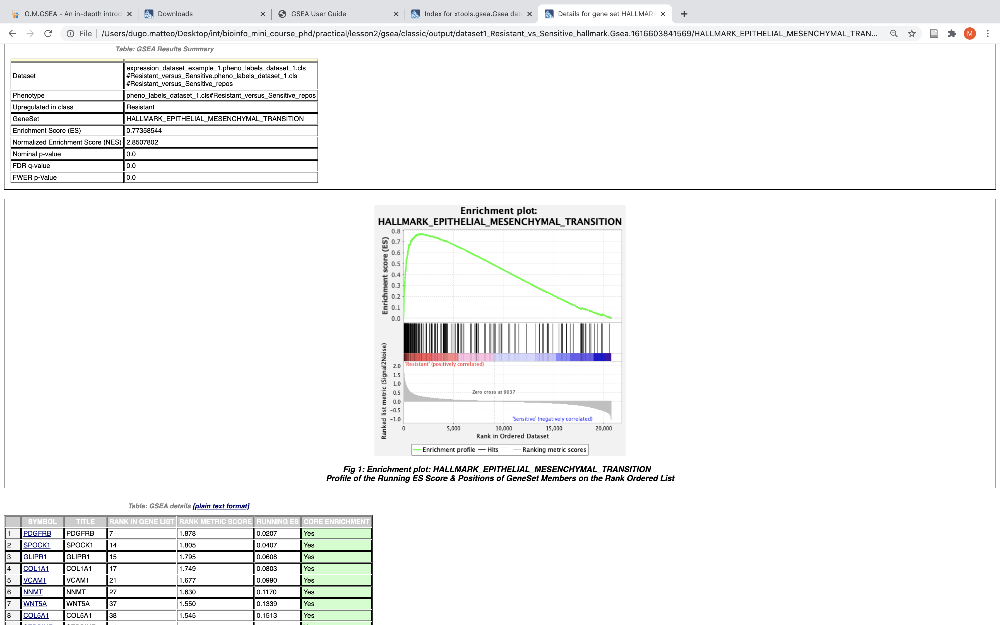 O.M.GSEA - An in-depth introd
Downloads
GSEA User Guide
Index for xtools.gsea.Gsea data
Details for gene set HALLMARK
File
/Users/dugo.matteo/Desktop/int/bioinfo_mini_course_phd/practical/lesson2/gsea/classic/output/dataset1_Resistant_vs_Sensitive_hallmark.Gsea.1616603841569/HALLMARK_EPITHELIAL_MESENCHYMAL_TRAN...
M
Table: GSEA Results Summary
Dataset
expression_dataset_example_1.pheno_labels_dataset_1.cls
#Resistant_versus_Sensitive.pheno_labels_dataset_1.cls
#Resistant_versus_Sensitive_repos
Phenotype pheno_labels_dataset_1.cls#Resistant_versus_Sensitive_repos
Upregulated in class Resistant
GeneSet HALLMARK_EPITHELIAL_MESENCHYMAL_TRANSITION
Enrichment Score (ES) 0.77358544
Normalized Enrichment Score (NES) 2.8507802
Nominal p-value 0.0
FDR q-value 0.0
FWER p-Value 0.0
Enrichment plot:
HALLMARK_EPITHELIAL_MESENCHYMAL_TRANSITION
Enrichment score (ES)
0.8
0.7
0.6
0.5
0.4
0.3
0.2
0.1
0.0
Ranked list metric (Signal2Noise)
'Resistant' (positively correlated)
2.0
1.5
1.0
0.5
0.0
-0.5
-1.0
Zero cross at 9037
'Sensitive' (negatively correlated)
0 5,000 10,000 15,000 20,000
Rank in Ordered Dataset
Enrichment profile Hits Ranking metric scores
Fig 1: Enrichment plot: HALLMARK_EPITHELIAL_MESENCHYMAL_TRANSITION
Profile of the Running ES Score & Positions of GeneSet Members on the Rank Ordered List
Table: GSEA details [plain text format]
SYMBOL TITLE RANK IN GENE LIST RANK METRIC SCORE RUNNING ES CORE ENRICHMENT
1 PDGFRB PDGFRB 7 1.878 0.0207 Yes
2 SPOCK1 SPOCK1 14 1.805 0.0407 Yes
3 GLIPR1 GLIPR1 15 1.795 0.0608 Yes
4 COL1A1 COL1A1 17 1.749 0.0803 Yes
5 VCAM1 VCAM1 21 1.677 0.0990 Yes
6 NNMT NNMT 27 1.630 0.1170 Yes
7 WNT5A WNT5A 37 1.550 0.1339 Yes
8 COL5A1 COL5A1 38 1.545 0.1513 Yes